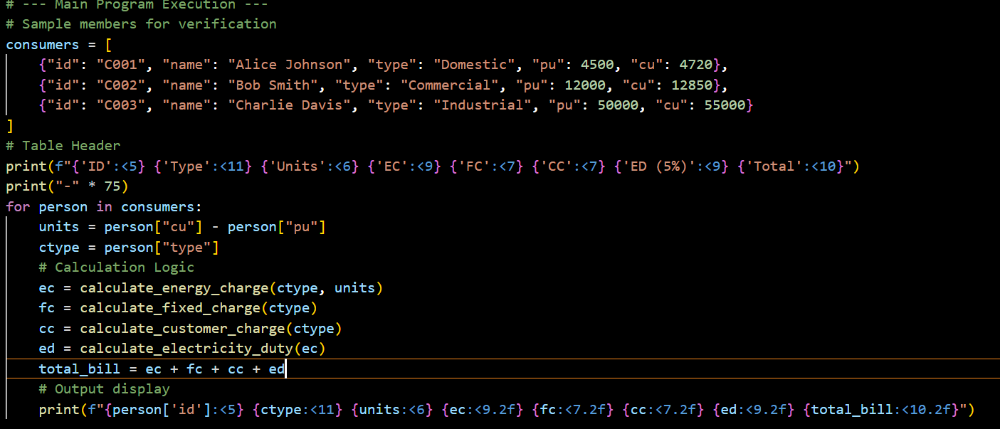 # --- Main Program Execution ---
# Sample members for verification
consumers = [
    {"id": "C001", "name": "Alice Johnson", "type": "Domestic", "pu": 4500, "cu": 4720},
    {"id": "C002", "name": "Bob Smith", "type": "Commercial", "pu": 12000, "cu": 12850},
    {"id": "C003", "name": "Charlie Davis", "type": "Industrial", "pu": 50000, "cu": 55000}
]
# Table Header
print(f"{'ID':<5} {'Type':<11} {'Units':<6} {'EC':<9} {'FC':<7} {'CC':<7} {'ED (5%)':<9} {'Total':<10}")
print("-" * 75)
for person in consumers:
    units = person["cu"] - person["pu"]
    ctype = person["type"]
    # Calculation Logic
    ec = calculate_energy_charge(ctype, units)
    fc = calculate_fixed_charge(ctype)
    cc = calculate_customer_charge(ctype)
    ed = calculate_electricity_duty(ec)
    total_bill = ec + fc + cc + ed
    # Output display
    print(f"{person['id']:<5} {ctype:<11} {units:<6} {ec:<9.2f} {fc:<7.2f} {cc:<7.2f} {ed:<9.2f} {total_bill:<10.2f}")